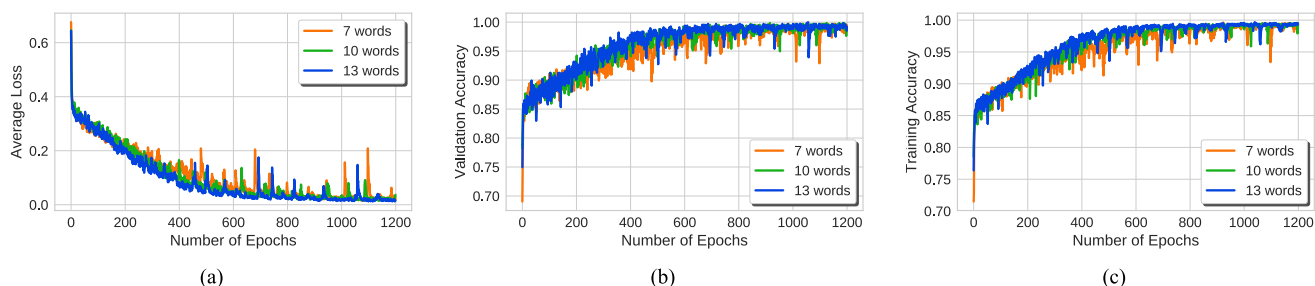 7 words
10 words
13 words
0.6
0.4
0.2
0.0
Average Loss
0 200 400 600 800 1000 1200
Number of Epochs
(a)
1.00
0.95
0.90
0.85
0.80
0.75
0.70
Validation Accuracy
7 words
10 words
13 words
0 200 400 600 800 1000 1200
Number of Epochs
(b)
1.00
0.95
0.90
0.85
0.80
0.75
0.70
Training Accuracy
7 words
10 words
13 words
0 200 400 600 800 1000 1200
Number of Epochs
(c)